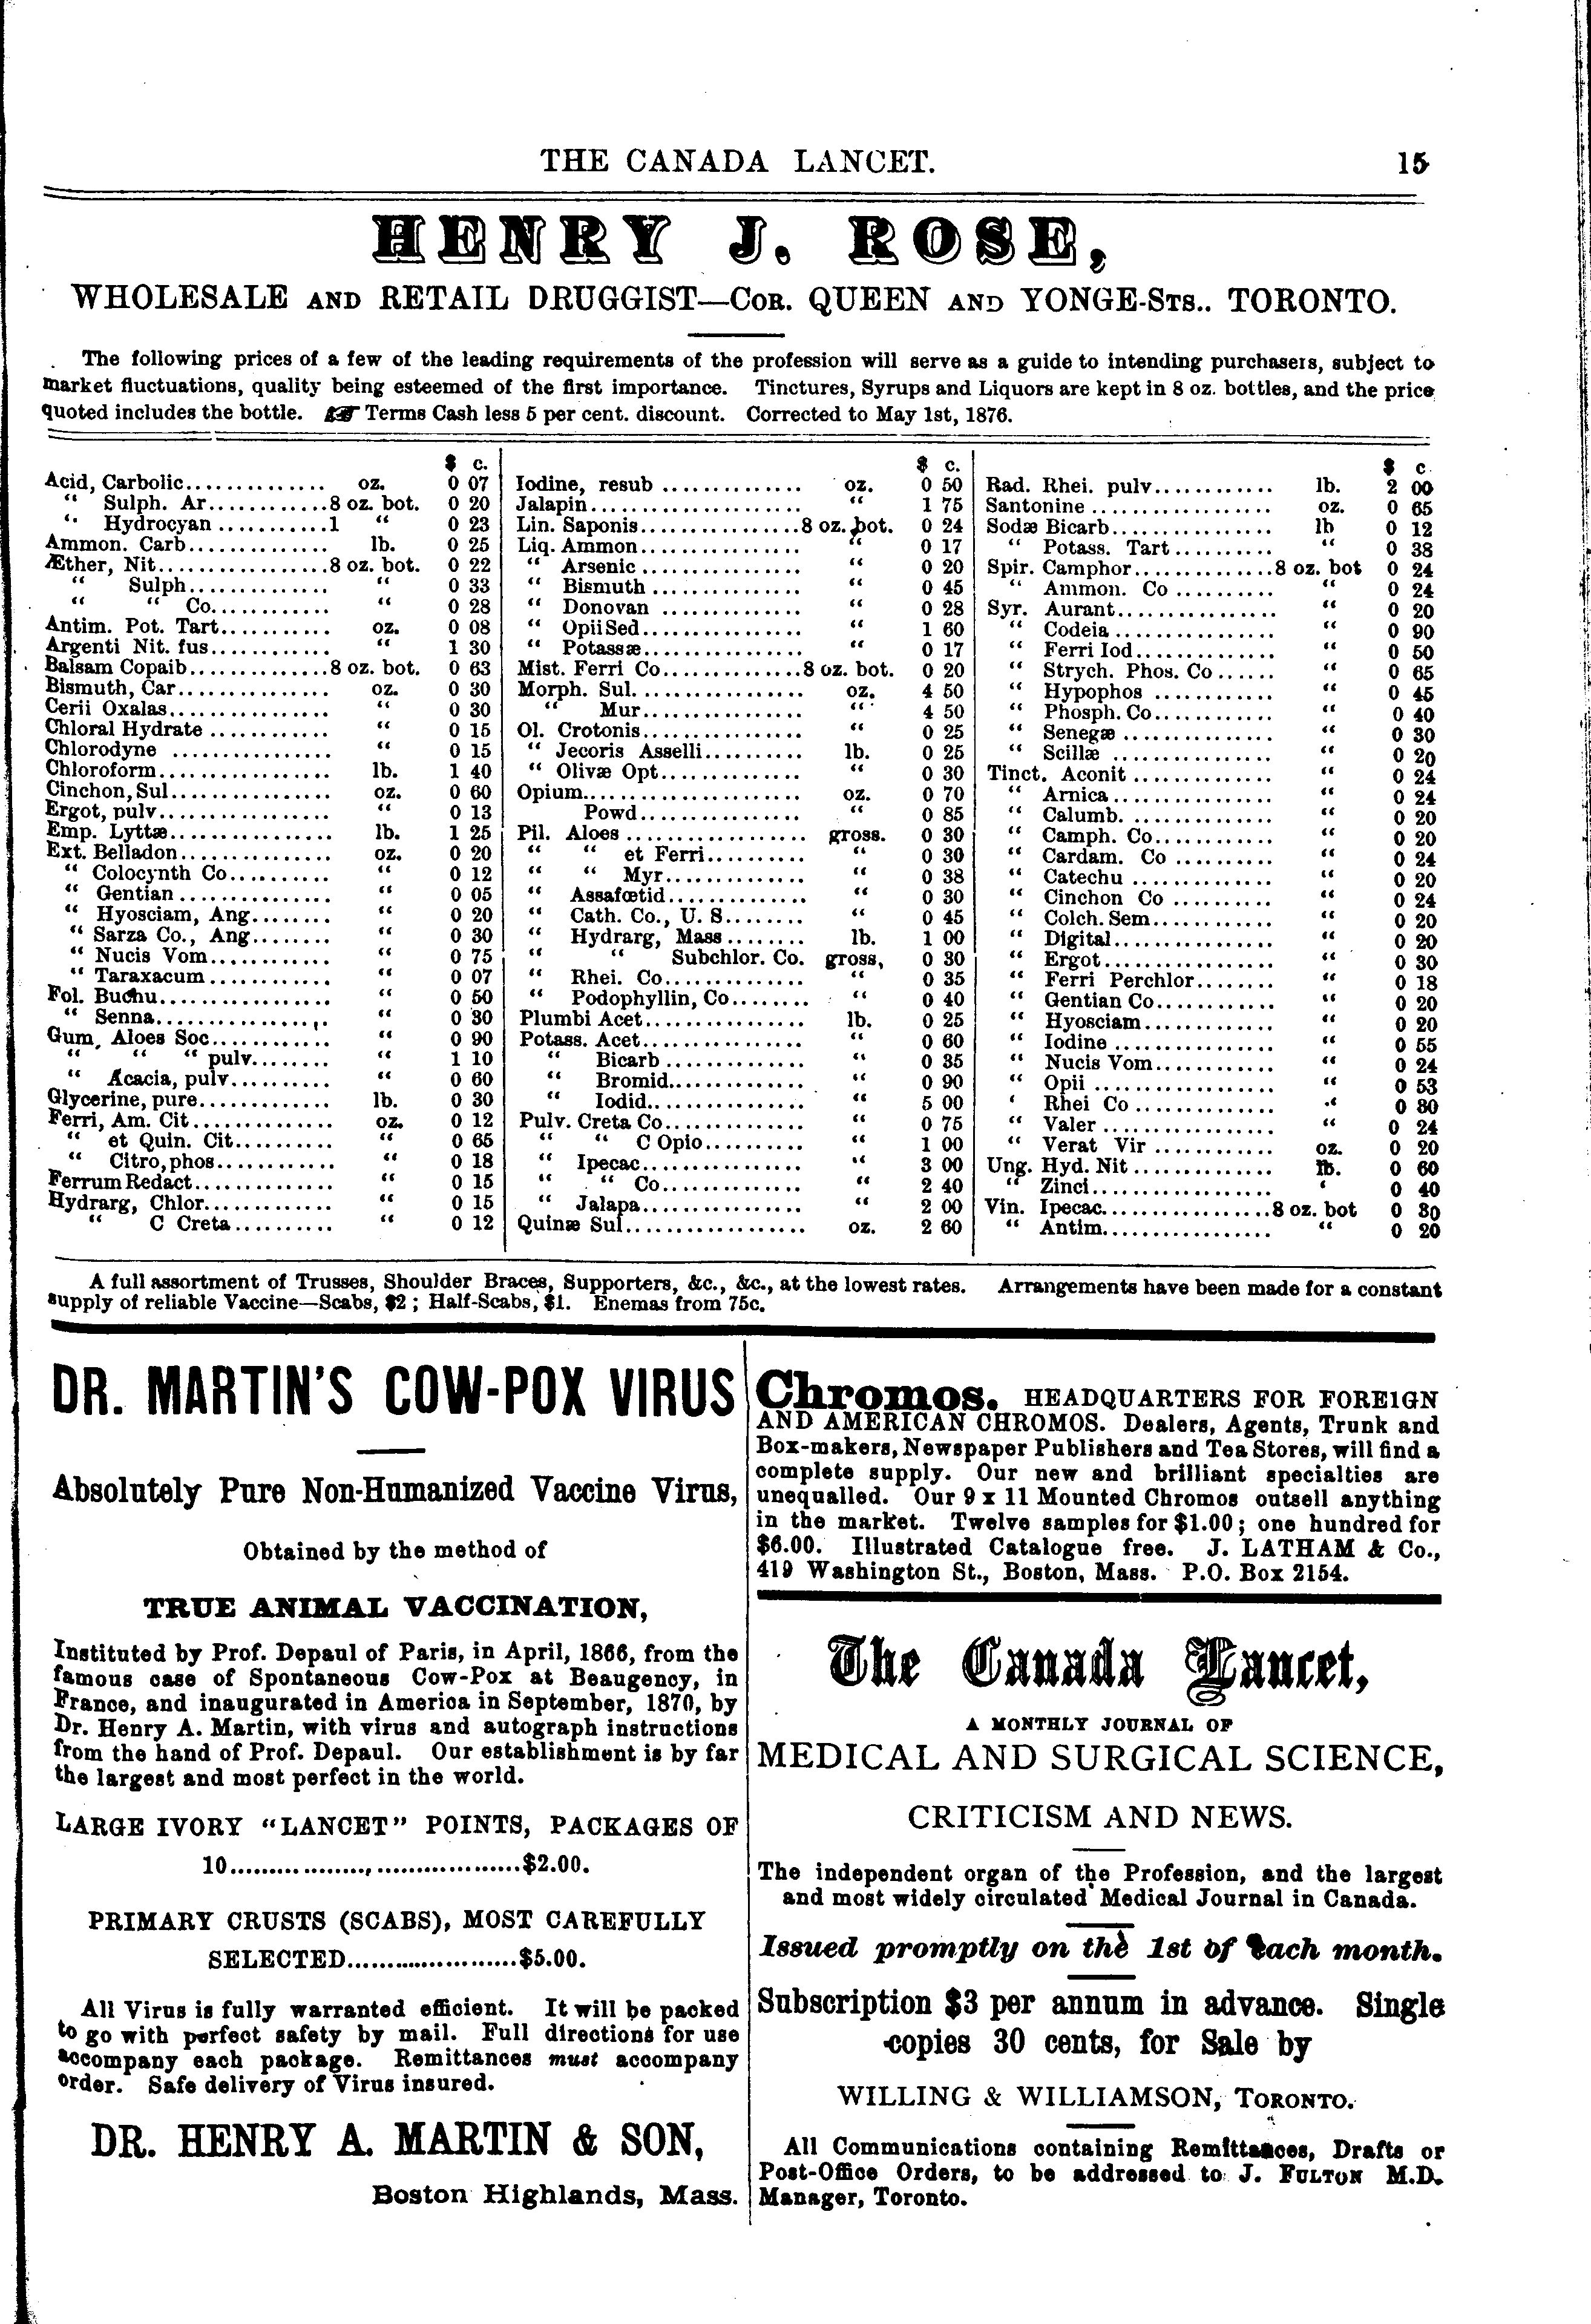 THE CANADA LANCET. 15
HENRY J. ROSE,
WHOLESALE AND RETAIL DRUGGIST—COR. QUEEN AND YONGE-STS.. TORONTO.
The following prices of a few of the leading requirements of the profession will serve as a guide to intending purchasers, subject to
market fluctuations, quality being esteemed of the first importance. Tinctures, Syrups and Liquors are kept in 8 oz. bottles, and the price
quoted includes the bottle. ☞ Terms Cash less 5 per cent. discount. Corrected to May 1st, 1876.
$ c.
Acid, Carbolic.............. oz. 0 07
“ Sulph. Ar............8 oz. bot. 0 20
“ Hydrocyan ...........1 “ 0 23
Ammon. Carb.............. lb. 0 25
Æther, Nit.................8 oz. bot. 0 22
“ Sulph.............. “ 0 33
“ “ Co............ “ 0 28
Antim. Pot. Tart........... oz. 0 08
Argenti Nit. fus............ “ 1 30
Balsam Copaib..............8 oz. bot. 0 63
Bismuth, Car............... oz. 0 30
Cerii Oxalas................ “ 0 30
Chloral Hydrate ............ “ 0 15
Chlorodyne ................ “ 0 15
Chloroform................. lb. 1 40
Cinchon, Sul................ oz. 0 60
Ergot, pulv................. “ 0 13
Emp. Lyttæ................ lb. 1 25
Ext. Belladon............... oz. 0 20
“ Colocynth Co.......... “ 0 12
“ Gentian ............... “ 0 05
“ Hyosciam, Ang........ “ 0 20
“ Sarza Co., Ang........ “ 0 30
“ Nucis Vom............ “ 0 75
“ Taraxacum............ “ 0 07
Fol. Buchu................. “ 0 50
“ Senna................. “ 0 30
Gum, Aloes Soc............ “ 0 90
“ “ “ pulv........ “ 1 10
“ Acacia, pulv.......... “ 0 60
Glycerine, pure............. lb. 0 30
Ferri, Am. Cit.............. oz. 0 12
“ et Quin. Cit.......... “ 0 65
“ Citro, phos............ “ 0 18
Ferrum Redact.............. “ 0 15
Hydrarg, Chlor............. “ 0 15
“ C Creta.......... “ 0 12
$ c.
Iodine, resub .............. oz. 0 50
Jalapin..................... “ 1 75
Lin. Saponis................8 oz. bot. 0 24
Liq. Ammon................ “ 0 17
“ Arsenic ................ “ 0 20
“ Bismuth ............... “ 0 45
“ Donovan .............. “ 0 28
“ Opii Sed................ “ 1 60
“ Potassæ................ “ 0 17
Mist. Ferri Co..............8 oz. bot. 0 20
Morph. Sul................. oz. 4 50
“ Mur................ “ 4 50
Ol. Crotonis................ “ 0 25
“ Jecoris Asselli.......... lb. 0 25
“ Olivæ Opt.............. “ 0 30
Opium...................... oz. 0 70
Powd................ “ 0 85
Pil. Aloes .................. gross. 0 30
“ “ et Ferri.......... “ 0 30
“ “ Myr.............. “ 0 38
“ Assafœtid.............. “ 0 30
“ Cath. Co., U. S........ “ 0 45
“ Hydrarg, Mass ........ lb. 1 00
“ “ Subchlor. Co. gross, 0 30
“ Rhei. Co.............. “ 0 35
“ Podophyllin, Co........ “ 0 40
Plumbi Acet................ lb. 0 25
Potass. Acet................ “ 0 60
“ Bicarb .............. “ 0 35
“ Bromid.............. “ 0 90
“ Iodid................ “ 5 00
Pulv. Creta Co.............. “ 0 75
“ “ C Opio.......... “ 1 00
“ Ipecac................ “ 3 00
“ “ Co.............. “ 2 40
“ Jalapa................ “ 2 00
Quinæ Sul.................. oz. 2 60
$ c
Rad. Rhei. pulv............ lb. 2 00
Santonine .................. oz. 0 65
Sodæ Bicarb................ lb 0 12
“ Potass. Tart.......... “ 0 38
Spir. Camphor..............8 oz. bot 0 24
“ Ammon. Co .......... “ 0 24
Syr. Aurant................ “ 0 20
“ Codeia ................ “ 0 90
“ Ferri Iod.............. “ 0 50
“ Strych. Phos. Co...... “ 0 65
“ Hypophos ............ “ 0 45
“ Phosph. Co............ “ 0 40
“ Senegæ ............... “ 0 30
“ Scillæ ................ “ 0 20
Tinct. Aconit .............. “ 0 24
“ Arnica................ “ 0 24
“ Calumb. .............. “ 0 20
“ Camph. Co............ “ 0 20
“ Cardam. Co .......... “ 0 24
“ Catechu .............. “ 0 20
“ Cinchon Co .......... “ 0 24
“ Colch. Sem............ “ 0 20
“ Digital................ “ 0 20
“ Ergot................. “ 0 30
“ Ferri Perchlor........ “ 0 18
“ Gentian Co............ “ 0 20
“ Hyosciam............. “ 0 20
“ Iodine ................ “ 0 55
“ Nucis Vom............ “ 0 24
“ Opii .................. “ 0 53
‘ Rhei Co .............. “ 0 30
“ Valer ................. “ 0 24
“ Verat Vir ............ oz. 0 20
Ung. Hyd. Nit .............. lb. 0 60
“ Zinci.................. ‘ 0 40
Vin. Ipecac.................8 oz. bot 0 30
“ Antim................. “ 0 20
A full assortment of Trusses, Shoulder Braces, Supporters, &c., &c., at the lowest rates. Arrangements have been made for a constant
supply of reliable Vaccine—Scabs, $2 ; Half-Scabs, $1. Enemas from 75c.
DR. MARTIN'S COW-POX VIRUS
Absolutely Pure Non-Humanized Vaccine Virus,
Obtained by the method of
TRUE ANIMAL VACCINATION,
Instituted by Prof. Depaul of Paris, in April, 1866, from the
famous case of Spontaneous Cow-Pox at Beaugency, in
France, and inaugurated in America in September, 1870, by
Dr. Henry A. Martin, with virus and autograph instructions
from the hand of Prof. Depaul. Our establishment is by far
the largest and most perfect in the world.
LARGE IVORY “LANCET” POINTS, PACKAGES OF
10......................................$2.00.
PRIMARY CRUSTS (SCABS), MOST CAREFULLY
SELECTED......................$5.00.
All Virus is fully warranted efficient. It will be packed
to go with perfect safety by mail. Full directions for use
accompany each package. Remittances must accompany
order. Safe delivery of Virus insured.
DR. HENRY A. MARTIN & SON,
Boston Highlands, Mass.
Chromos. HEADQUARTERS FOR FOREIGN
AND AMERICAN CHROMOS. Dealers, Agents, Trunk and
Box-makers, Newspaper Publishers and Tea Stores, will find a
complete supply. Our new and brilliant specialties are
unequalled. Our 9 x 11 Mounted Chromos outsell anything
in the market. Twelve samples for $1.00 ; one hundred for
$6.00. Illustrated Catalogue free. J. LATHAM & Co.,
419 Washington St., Boston, Mass. P.O. Box 2154.
The Canada Lancet,
A MONTHLY JOURNAL OF
MEDICAL AND SURGICAL SCIENCE,
CRITICISM AND NEWS.
The independent organ of the Profession, and the largest
and most widely circulated Medical Journal in Canada.
Issued promptly on the 1st of each month.
Subscription $3 per annum in advance. Single
copies 30 cents, for Sale by
WILLING & WILLIAMSON, TORONTO.
All Communications containing Remittances, Drafts or
Post-Office Orders, to be addressed to J. FULTON M.D.
Manager, Toronto.